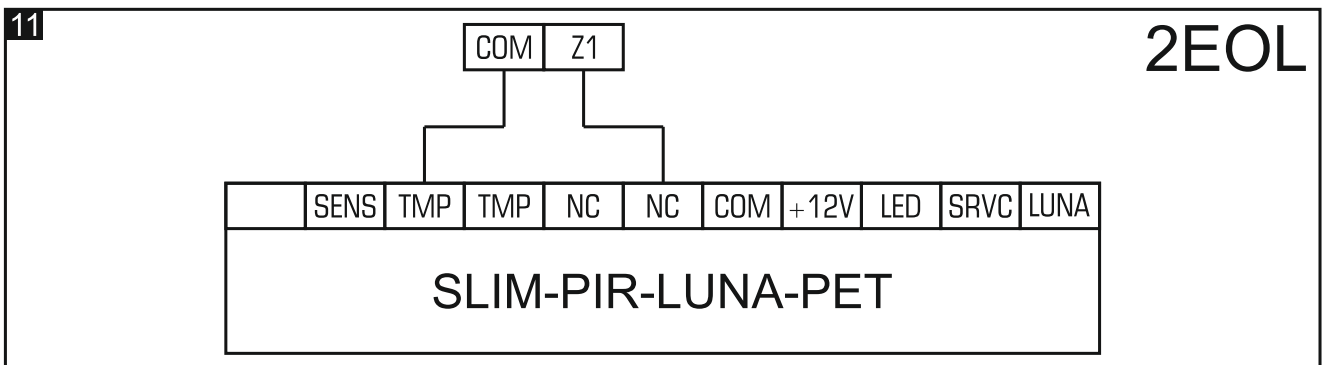 11
2EOL
COM Z1
SENS TMP TMP NC NC COM +12V LED SRVC LUNA
SLIM-PIR-LUNA-PET